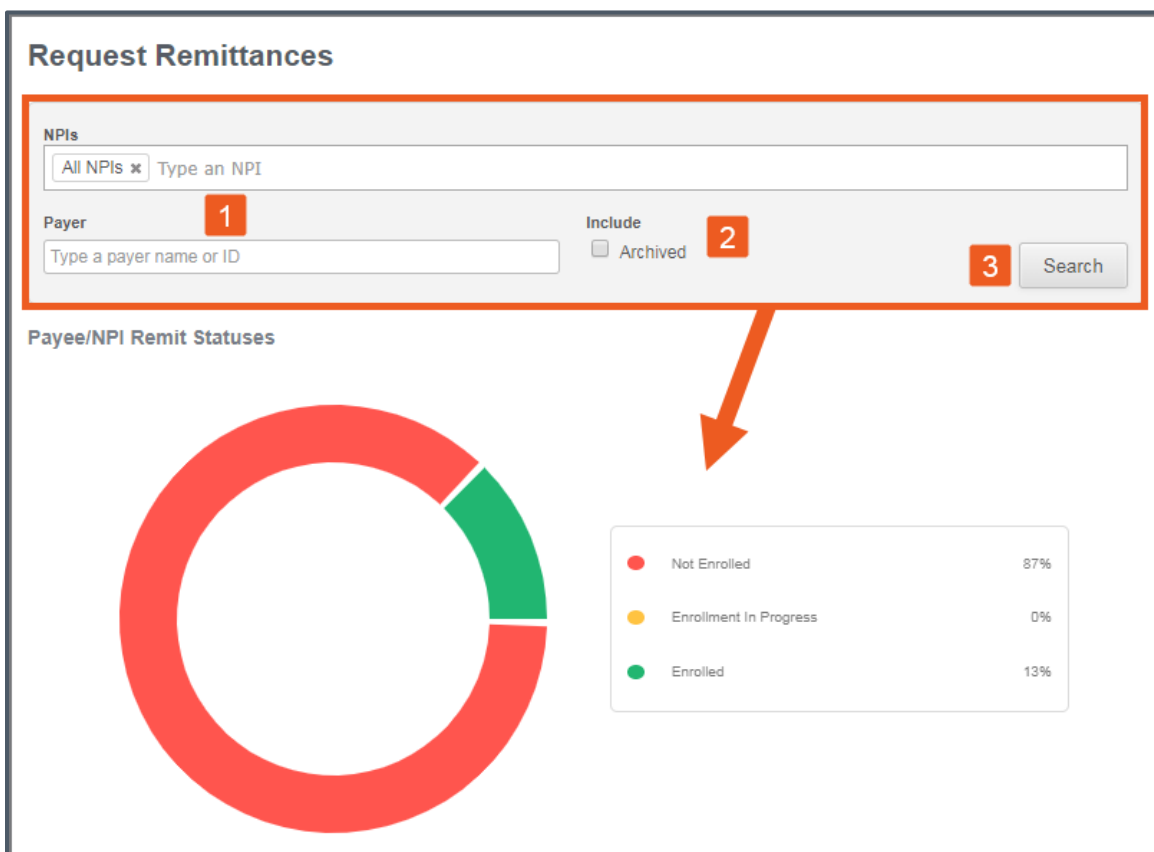 Request Remittances
NPIs
All NPIs ✖ Type an NPI
Payer
1
Type a payer name or ID
Include
Archived
2
3
Search
Payee/NPI Remit Statuses
Not Enrolled 87%
Enrollment In Progress 0%
Enrolled 13%